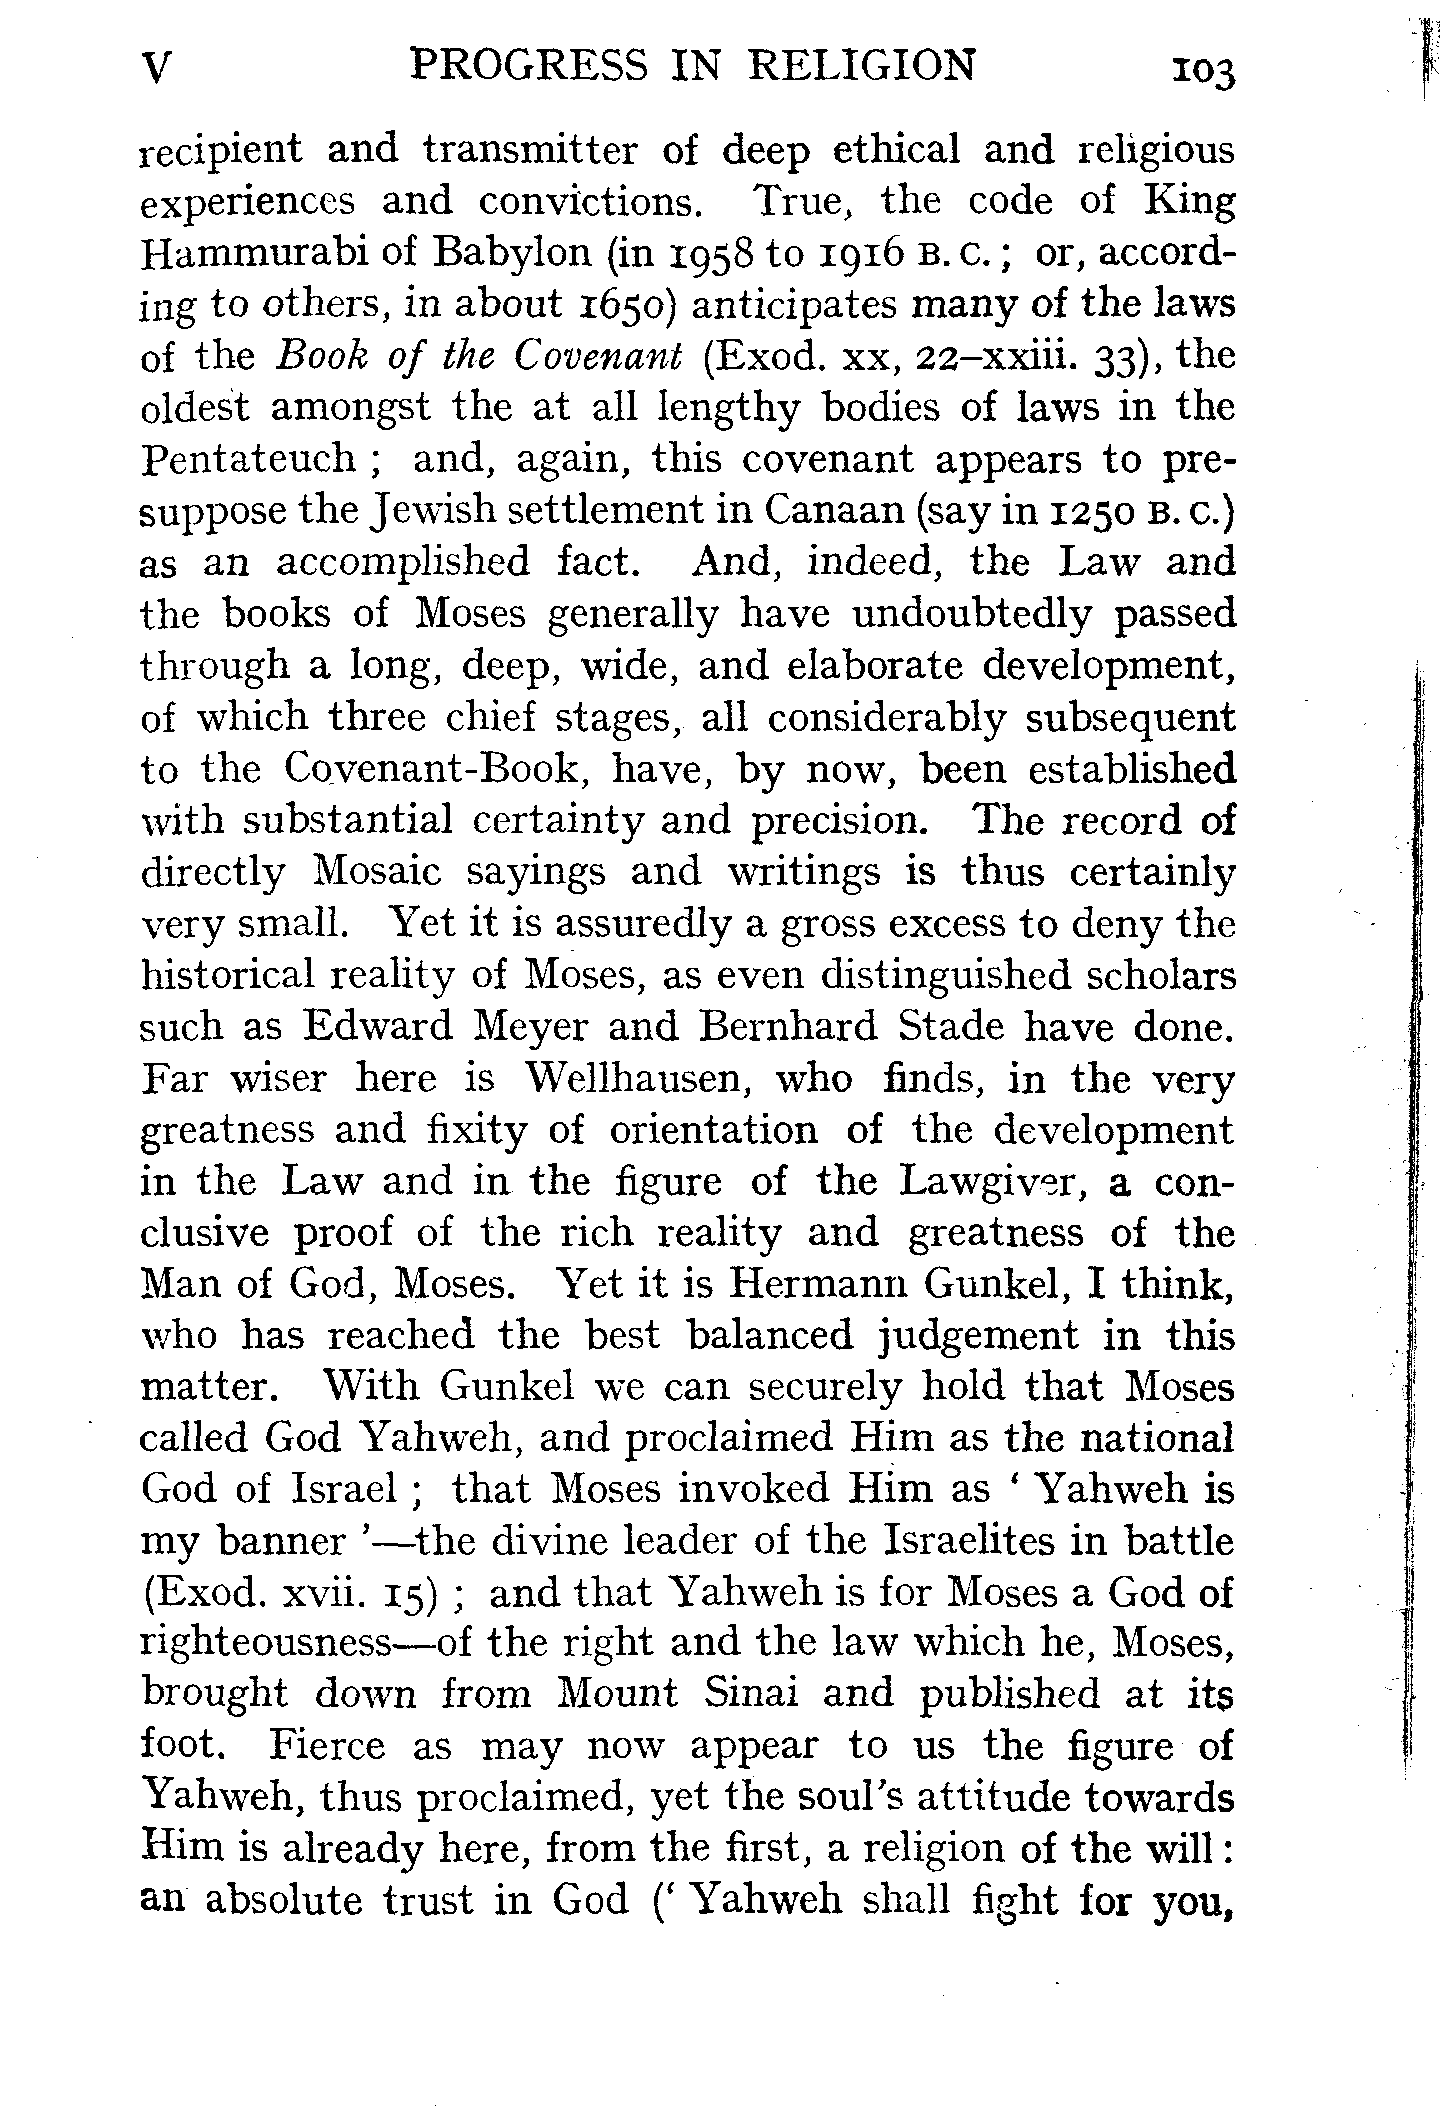 V PROGRESS IN RELIGION 103
recipient and transmitter of deep ethical and religious
experiences and convictions. True, the code of King
Hammurabi of Babylon (in 1958 to 1916 B. C. ; or, accord-
ing to others, in about 1650) anticipates many of the laws
of the Book of the Covenant (Exod. xx, 22–xxiii. 33), the
oldest amongst the at all lengthy bodies of laws in the
Pentateuch ; and, again, this covenant appears to pre-
suppose the Jewish settlement in Canaan (say in 1250 B. C.)
as an accomplished fact. And, indeed, the Law and
the books of Moses generally have undoubtedly passed
through a long, deep, wide, and elaborate development,
of which three chief stages, all considerably subsequent
to the Covenant-Book, have, by now, been established
with substantial certainty and precision. The record of
directly Mosaic sayings and writings is thus certainly
very small. Yet it is assuredly a gross excess to deny the
historical reality of Moses, as even distinguished scholars
such as Edward Meyer and Bernhard Stade have done.
Far wiser here is Wellhausen, who finds, in the very
greatness and fixity of orientation of the development
in the Law and in the figure of the Lawgiver, a con-
clusive proof of the rich reality and greatness of the
Man of God, Moses. Yet it is Hermann Gunkel, I think,
who has reached the best balanced judgement in this
matter. With Gunkel we can securely hold that Moses
called God Yahweh, and proclaimed Him as the national
God of Israel ; that Moses invoked Him as ‘ Yahweh is
my banner ’—the divine leader of the Israelites in battle
(Exod. xvii. 15) ; and that Yahweh is for Moses a God of
righteousness—of the right and the law which he, Moses,
brought down from Mount Sinai and published at its
foot. Fierce as may now appear to us the figure of
Yahweh, thus proclaimed, yet the soul's attitude towards
Him is already here, from the first, a religion of the will :
an absolute trust in God (‘ Yahweh shall fight for you,